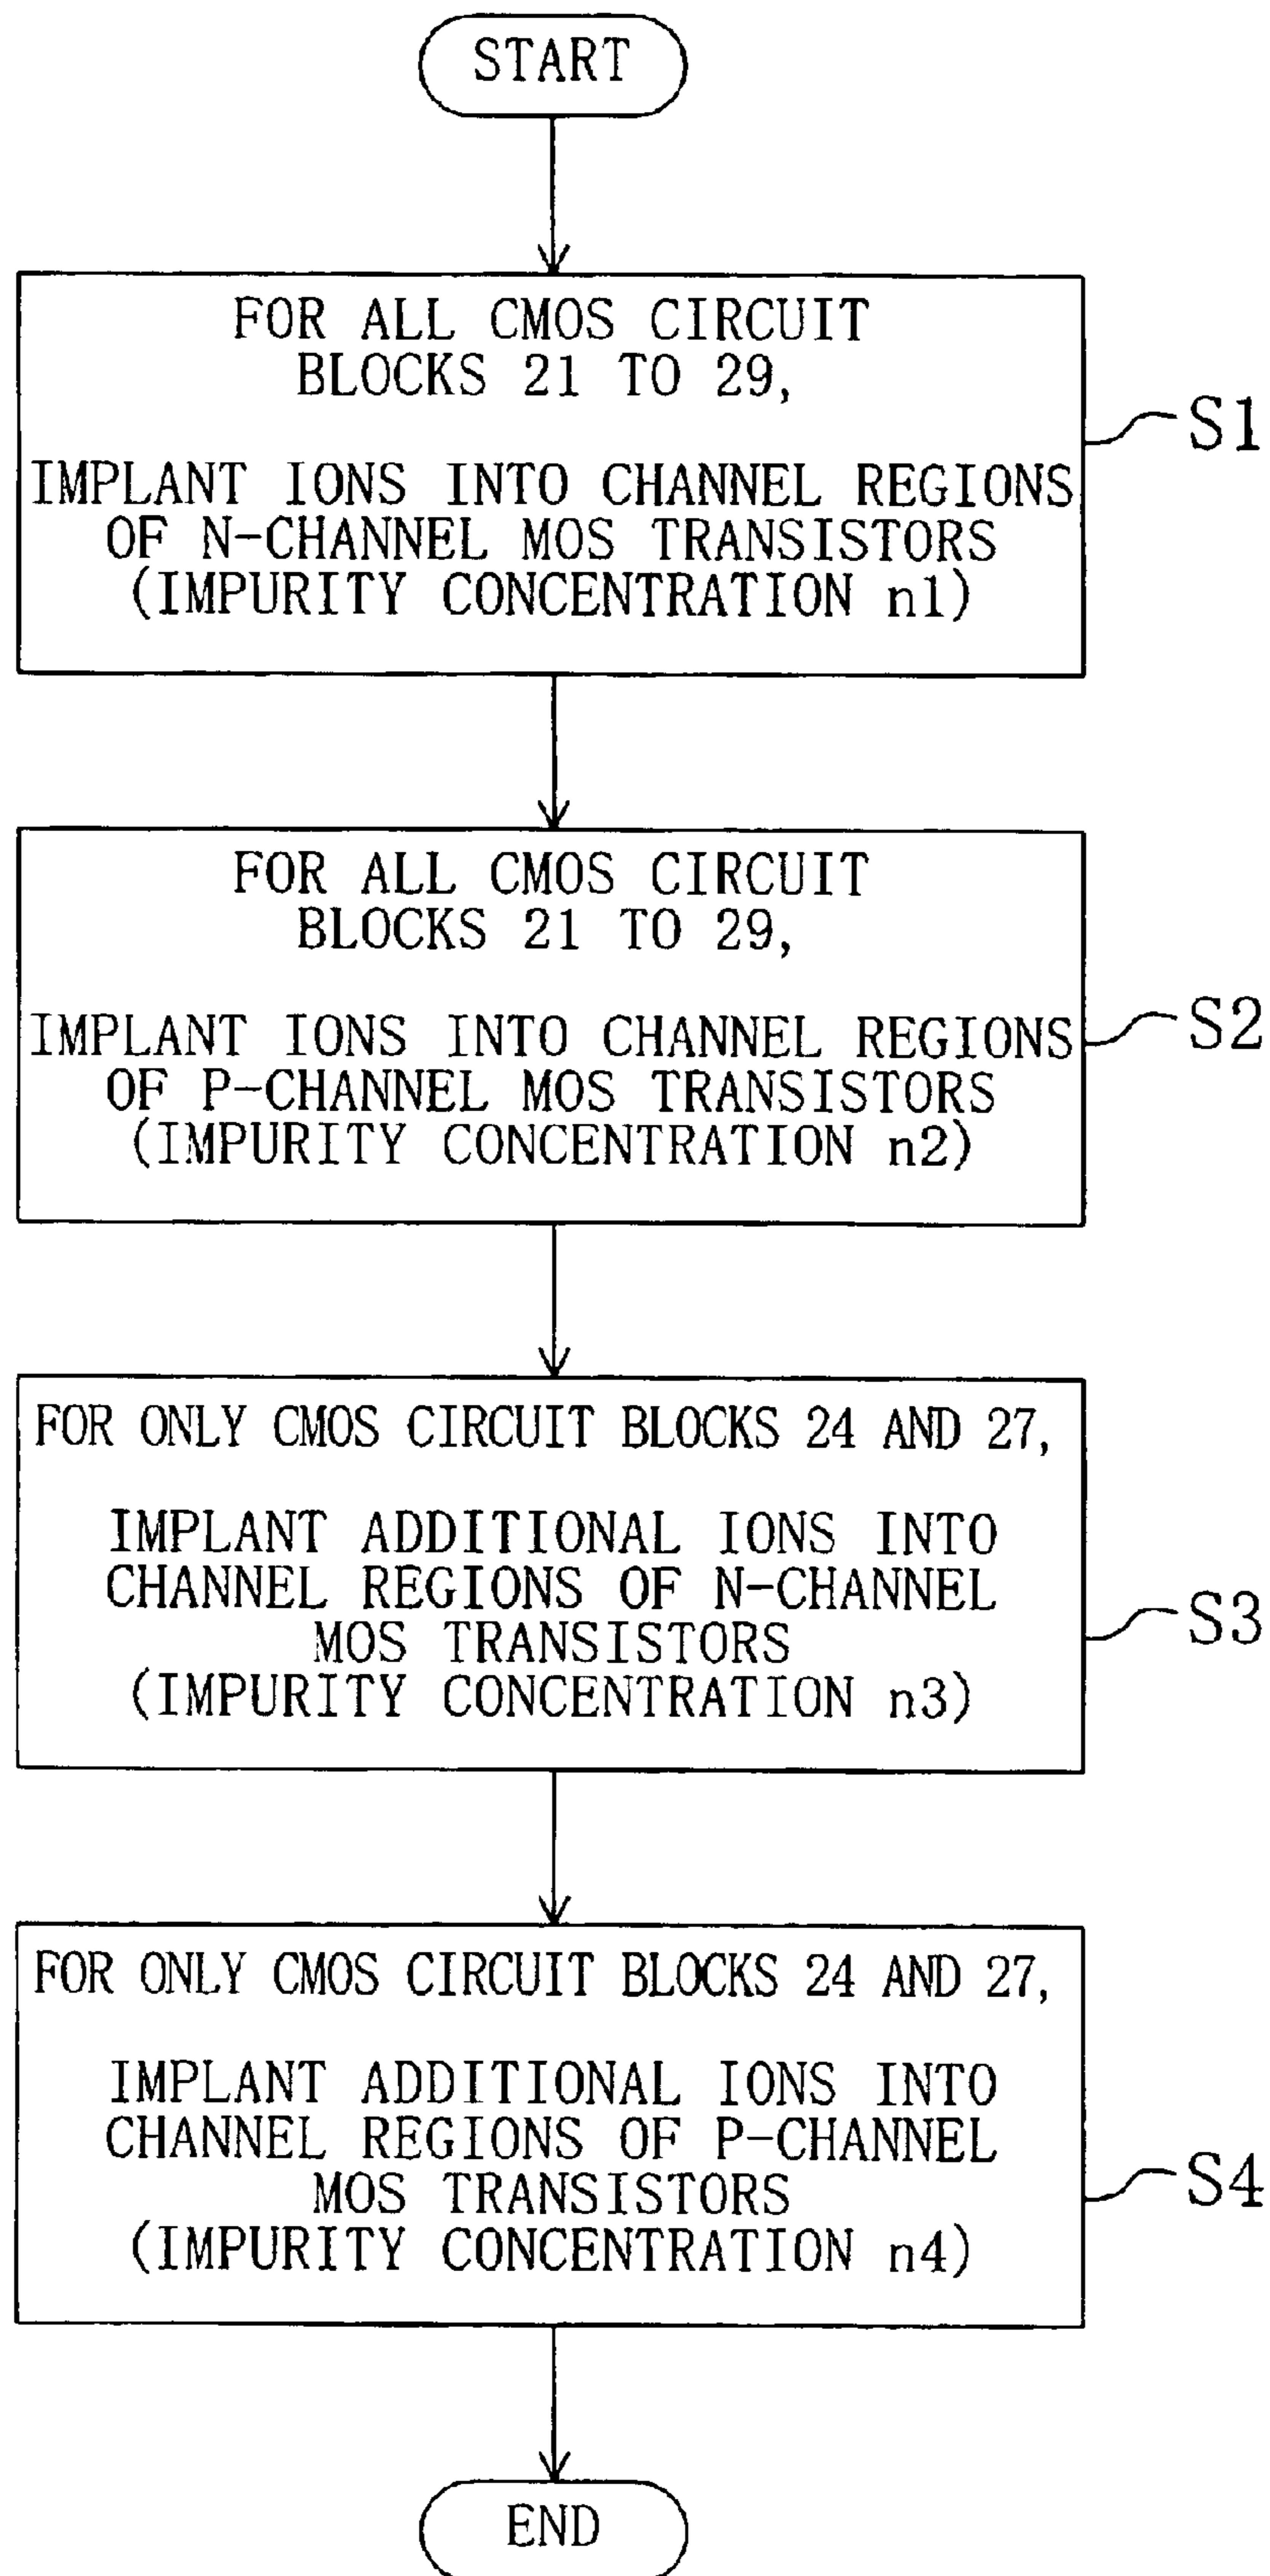 START
FOR ALL CMOS CIRCUIT
BLOCKS 21 TO 29,
IMPLANT IONS INTO CHANNEL REGIONS
OF N-CHANNEL MOS TRANSISTORS
(IMPURITY CONCENTRATION n1)
S1
FOR ALL CMOS CIRCUIT
BLOCKS 21 TO 29,
IMPLANT IONS INTO CHANNEL REGIONS
OF P-CHANNEL MOS TRANSISTORS
(IMPURITY CONCENTRATION n2)
S2
FOR ONLY CMOS CIRCUIT BLOCKS 24 AND 27,
IMPLANT ADDITIONAL IONS INTO
CHANNEL REGIONS OF N-CHANNEL
MOS TRANSISTORS
(IMPURITY CONCENTRATION n3)
S3
FOR ONLY CMOS CIRCUIT BLOCKS 24 AND 27,
IMPLANT ADDITIONAL IONS INTO
CHANNEL REGIONS OF P-CHANNEL
MOS TRANSISTORS
(IMPURITY CONCENTRATION n4)
S4
END